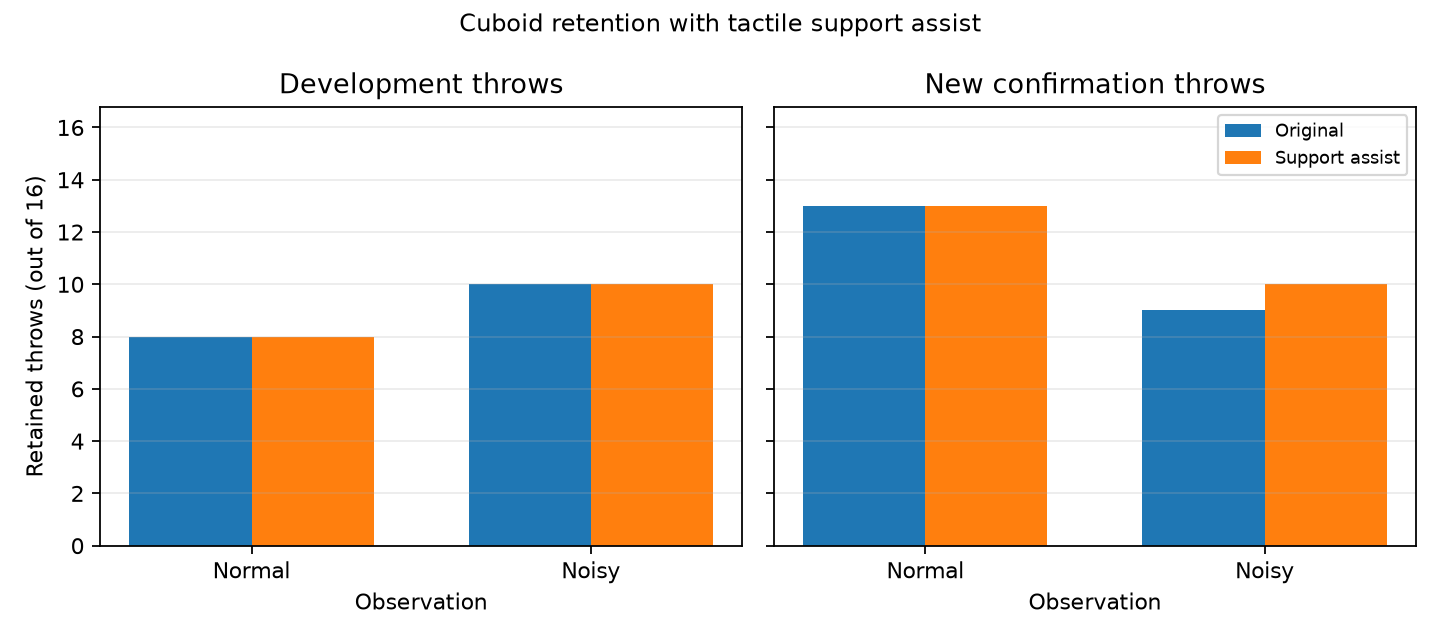 Cuboid retention with tactile support assist
Development throws
New confirmation throws
Retained throws (out of 16)
16
14
12
10
8
6
4
2
0
Original
Support assist
Normal
Noisy
Normal
Noisy
Observation
Observation